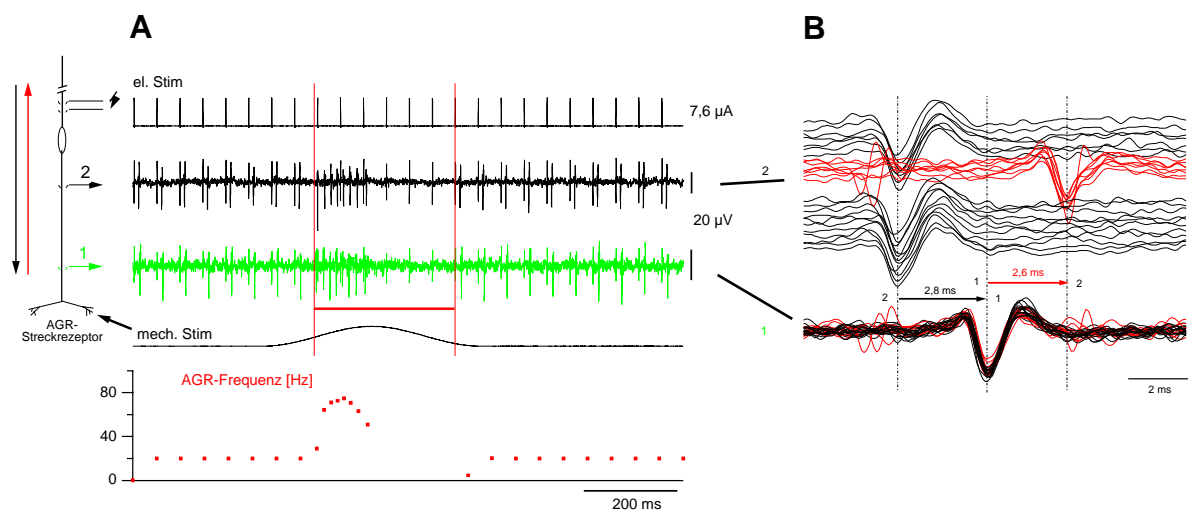 A
B
el. Stim
7,6 µA
2
2
20 µV
1
2,6 ms
1
2
2,8 ms
2
1
1
AGR-
Streckrezeptor
mech. Stim
2 ms
AGR-Frequenz [Hz]
80
40
0
200 ms